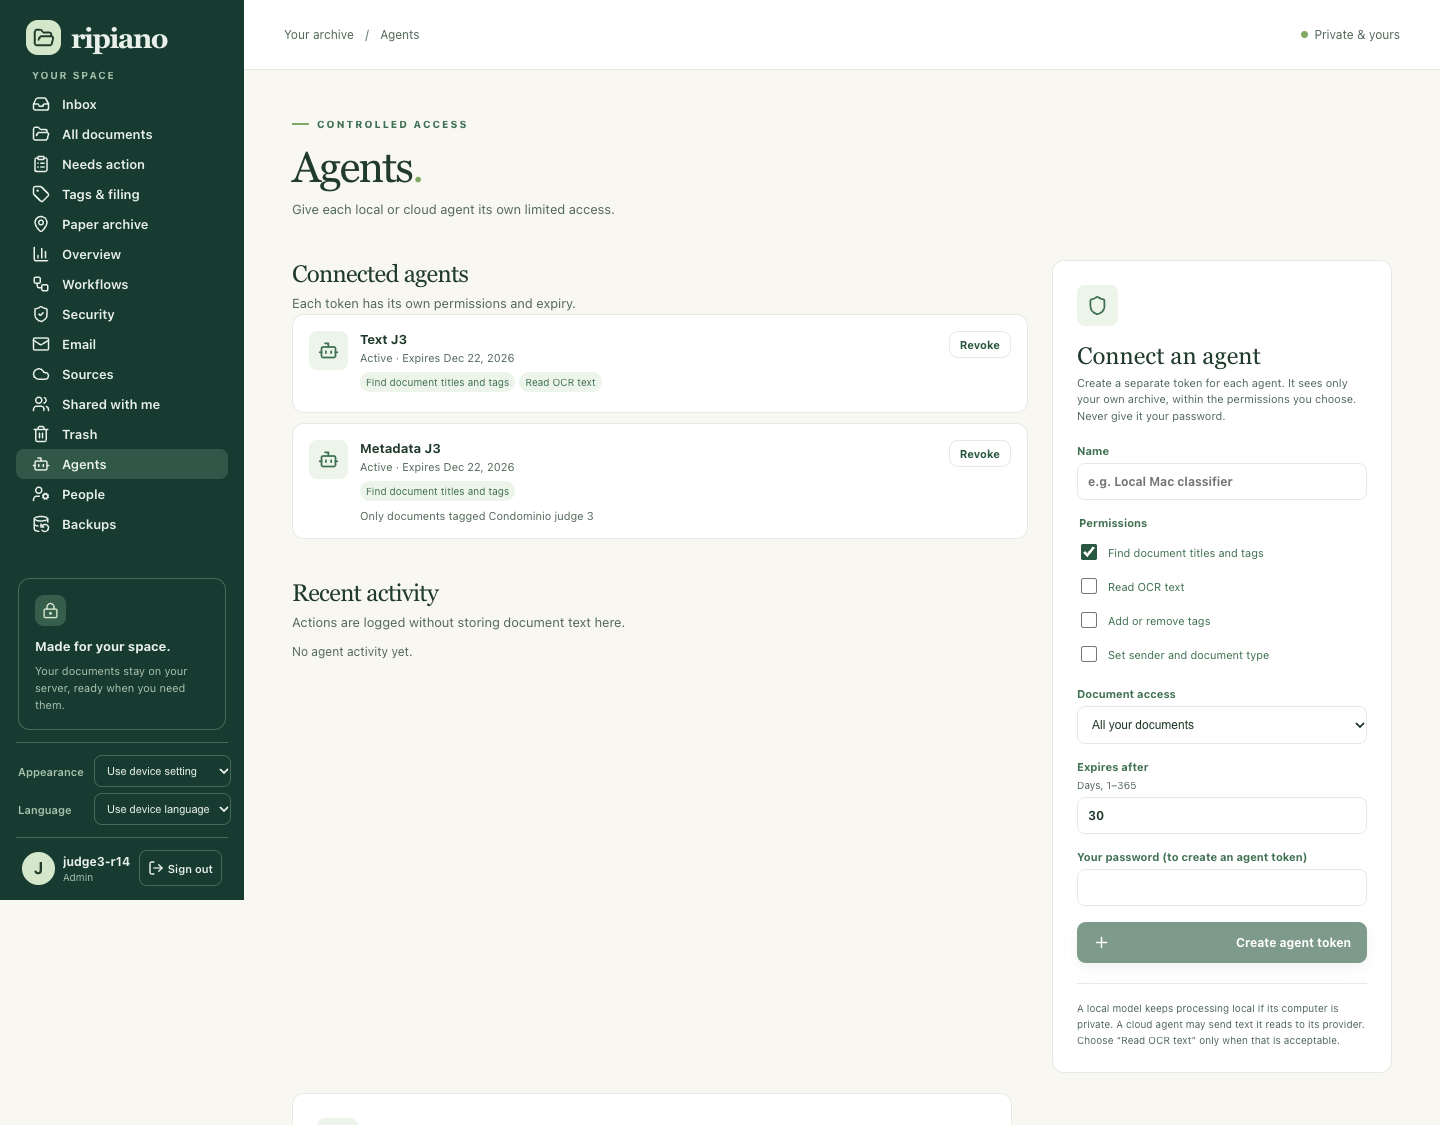 ripiano
YOUR SPACE
Inbox
All documents
Needs action
Tags & filing
Paper archive
Overview
Workflows
Security
Email
Sources
Shared with me
Trash
Agents
People
Backups
Made for your space.
Your documents stay on your
server, ready when you need
them.
Appearance
Use device setting
Language
Use device language
J
judge3-r14
Admin
Sign out
Your archive / Agents
Private & yours
CONTROLLED ACCESS
Agents.
Give each local or cloud agent its own limited access.
Connected agents
Each token has its own permissions and expiry.
Text J3
Active · Expires Dec 22, 2026
Find document titles and tags
Read OCR text
Revoke
Metadata J3
Active · Expires Dec 22, 2026
Find document titles and tags
Only documents tagged Condominio judge 3
Revoke
Recent activity
Actions are logged without storing document text here.
No agent activity yet.
Connect an agent
Create a separate token for each agent. It sees only
your own archive, within the permissions you choose.
Never give it your password.
Name
e.g. Local Mac classifier
Permissions
Find document titles and tags
Read OCR text
Add or remove tags
Set sender and document type
Document access
All your documents
Expires after
Days, 1–365
30
Your password (to create an agent token)
Create agent token
A local model keeps processing local if its computer is
private. A cloud agent may send text it reads to its provider.
Choose “Read OCR text” only when that is acceptable.